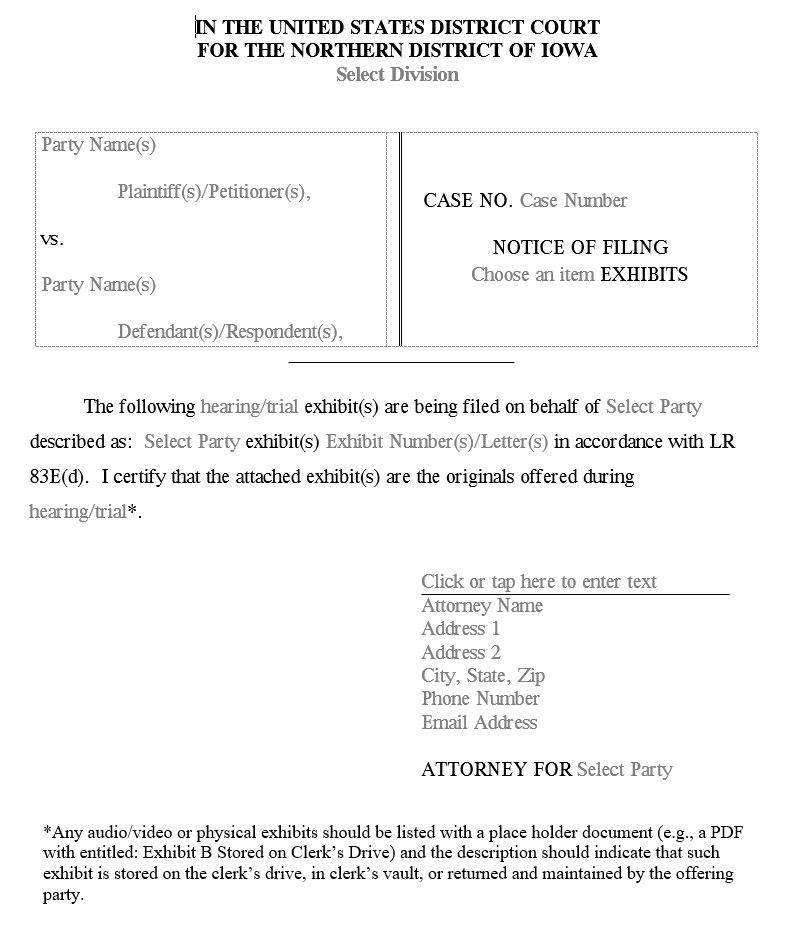 IN THE UNITED STATES DISTRICT COURT
FOR THE NORTHERN DISTRICT OF IOWA
Select Division
Party Name(s)
Plaintiff(s)/Petitioner(s),
vs.
Party Name(s)
Defendant(s)/Respondent(s),
CASE NO. Case Number
NOTICE OF FILING
Choose an item EXHIBITS
The following hearing/trial exhibit(s) are being filed on behalf of Select Party
described as: Select Party exhibit(s) Exhibit Number(s)/Letter(s) in accordance with LR
83E(d). I certify that the attached exhibit(s) are the originals offered during
hearing/trial*.
Click or tap here to enter text
Attorney Name
Address 1
Address 2
City, State, Zip
Phone Number
Email Address
ATTORNEY FOR Select Party
*Any audio/video or physical exhibits should be listed with a place holder document (e.g., a PDF
with entitled: Exhibit B Stored on Clerk’s Drive) and the description should indicate that such
exhibit is stored on the clerk’s drive, in clerk’s vault, or returned and maintained by the offering
party.